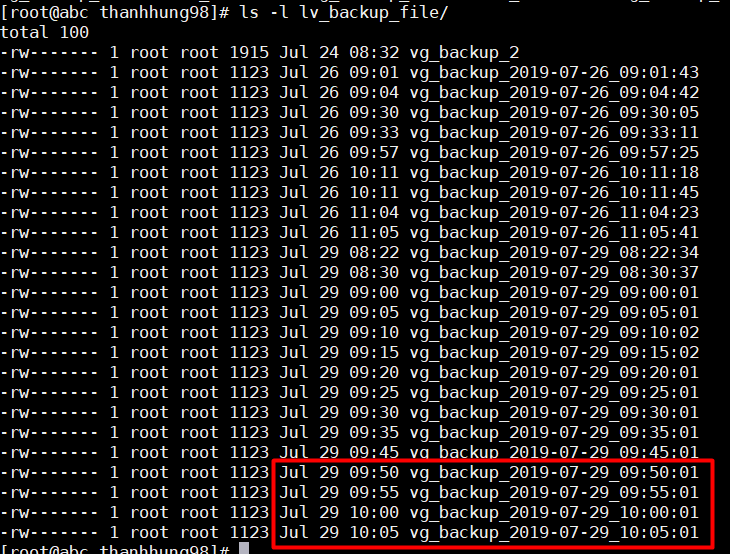 [root@abc thanhhung98]# ls -l lv_backup_file/
total 100
-rw------- 1 root root 1915 Jul 24 08:32 vg_backup_2
-rw------- 1 root root 1123 Jul 26 09:01 vg_backup_2019-07-26_09:01:43
-rw------- 1 root root 1123 Jul 26 09:04 vg_backup_2019-07-26_09:04:42
-rw------- 1 root root 1123 Jul 26 09:30 vg_backup_2019-07-26_09:30:05
-rw------- 1 root root 1123 Jul 26 09:33 vg_backup_2019-07-26_09:33:11
-rw------- 1 root root 1123 Jul 26 09:57 vg_backup_2019-07-26_09:57:25
-rw------- 1 root root 1123 Jul 26 10:11 vg_backup_2019-07-26_10:11:18
-rw------- 1 root root 1123 Jul 26 10:11 vg_backup_2019-07-26_10:11:45
-rw------- 1 root root 1123 Jul 26 11:04 vg_backup_2019-07-26_11:04:23
-rw------- 1 root root 1123 Jul 26 11:05 vg_backup_2019-07-26_11:05:41
-rw------- 1 root root 1123 Jul 29 08:22 vg_backup_2019-07-29_08:22:34
-rw------- 1 root root 1123 Jul 29 08:30 vg_backup_2019-07-29_08:30:37
-rw------- 1 root root 1123 Jul 29 09:00 vg_backup_2019-07-29_09:00:01
-rw------- 1 root root 1123 Jul 29 09:05 vg_backup_2019-07-29_09:05:01
-rw------- 1 root root 1123 Jul 29 09:10 vg_backup_2019-07-29_09:10:02
-rw------- 1 root root 1123 Jul 29 09:15 vg_backup_2019-07-29_09:15:02
-rw------- 1 root root 1123 Jul 29 09:20 vg_backup_2019-07-29_09:20:01
-rw------- 1 root root 1123 Jul 29 09:25 vg_backup_2019-07-29_09:25:01
-rw------- 1 root root 1123 Jul 29 09:30 vg_backup_2019-07-29_09:30:01
-rw------- 1 root root 1123 Jul 29 09:35 vg_backup_2019-07-29_09:35:01
-rw------- 1 root root 1123 Jul 29 09:45 vg_backup_2019-07-29_09:45:01
-rw------- 1 root root 1123 Jul 29 09:50 vg_backup_2019-07-29_09:50:01
-rw------- 1 root root 1123 Jul 29 09:55 vg_backup_2019-07-29_09:55:01
-rw------- 1 root root 1123 Jul 29 10:00 vg_backup_2019-07-29_10:00:01
-rw------- 1 root root 1123 Jul 29 10:05 vg_backup_2019-07-29_10:05:01
[root@abc thanhhung98]#